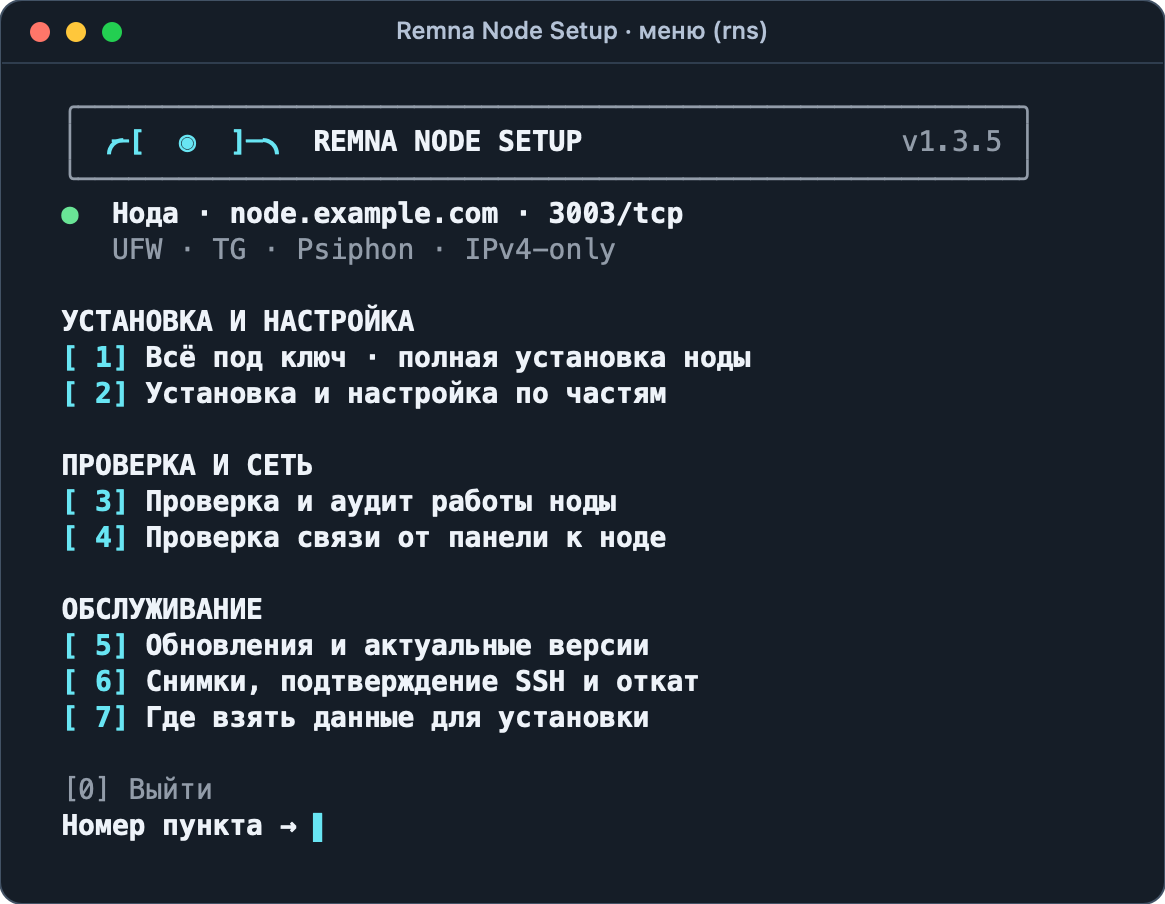 Remna Node Setup · меню (rns)
╭[ ◉ ]─╮ REMNA NODE SETUP v1.3.5
● Нода · node.example.com · 3003/tcp
UFW · TG · Psiphon · IPv4-only
УСТАНОВКА И НАСТРОЙКА
[ 1] Всё под ключ · полная установка ноды
[ 2] Установка и настройка по частям
ПРОВЕРКА И СЕТЬ
[ 3] Проверка и аудит работы ноды
[ 4] Проверка связи от панели к ноде
ОБСЛУЖИВАНИЕ
[ 5] Обновления и актуальные версии
[ 6] Снимки, подтверждение SSH и откат
[ 7] Где взять данные для установки
[0] Выйти
Номер пункта →